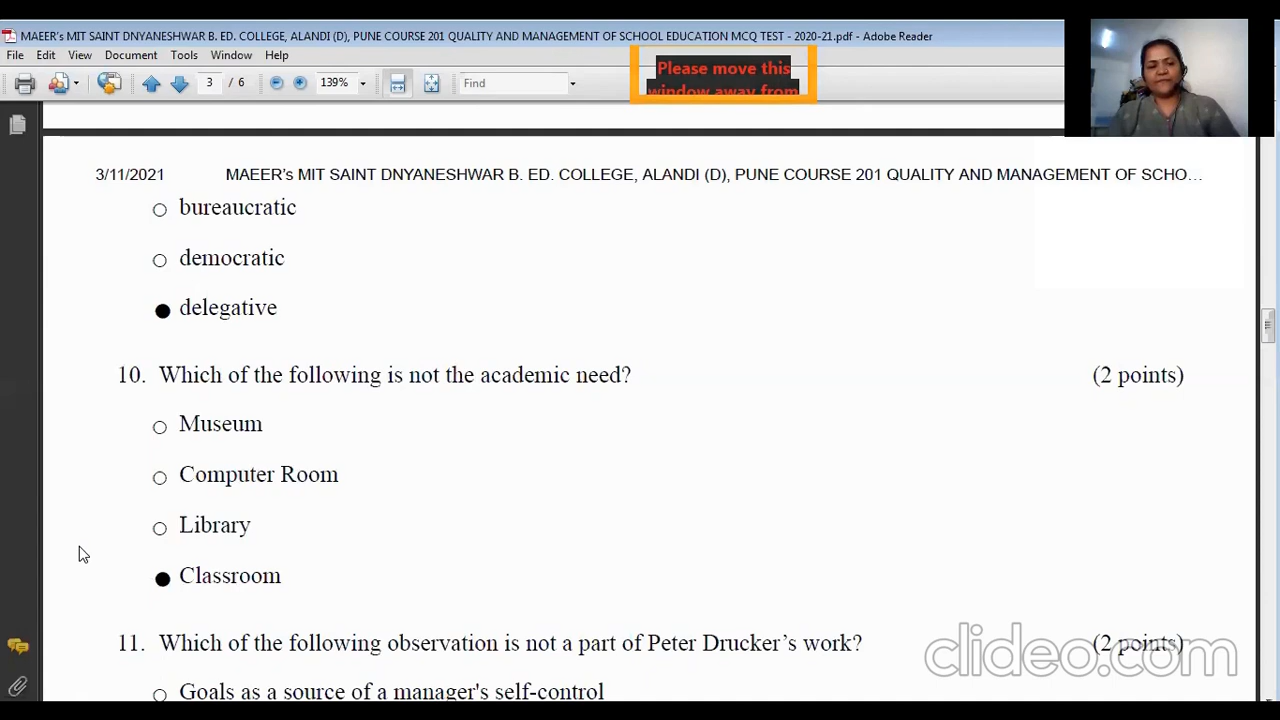 MAEER's MIT SAINT DNYANESHWAR B. ED. COLLEGE, ALANDI (D), PUNE COURSE 201 QUALITY AND MANAGEMENT OF SCHOOL EDUCATION MCQ TEST - 2020-21.pdf - Adobe Reader
File Edit View Document Tools Window Help
3 / 6 139% Find
Please move this
window away from
3/11/2021 MAEER's MIT SAINT DNYANESHWAR B. ED. COLLEGE, ALANDI (D), PUNE COURSE 201 QUALITY AND MANAGEMENT OF SCHO…
bureaucratic
democratic
delegative
10. Which of the following is not the academic need? (2 points)
Museum
Computer Room
Library
Classroom
11. Which of the following observation is not a part of Peter Drucker’s work? (2 points)
Goals as a source of a manager's self-control
clideo.com